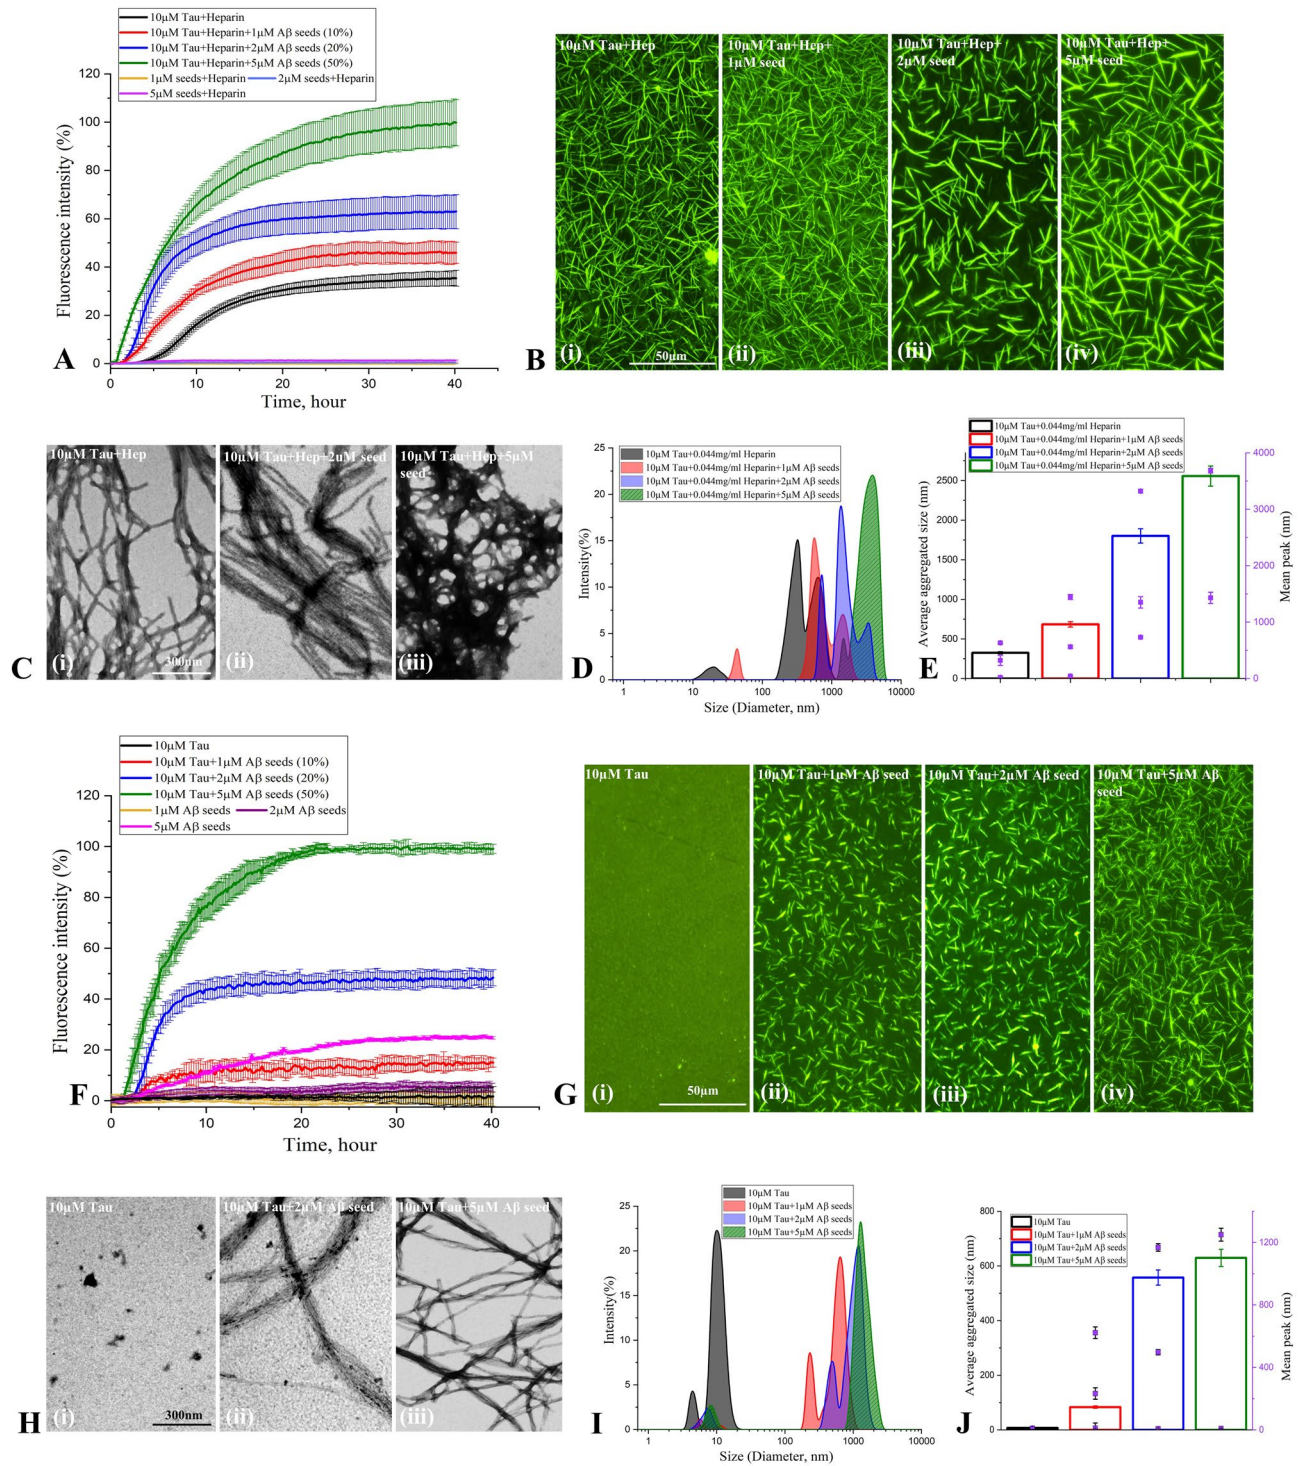 10µM Tau+Heparin
10µM Tau+Heparin+1µM Aβ seeds (10%)
10µM Tau+Heparin+2µM Aβ seeds (20%)
10µM Tau+Heparin+5µM Aβ seeds (50%)
1µM seeds+Heparin 2µM seeds+Heparin
5µM seeds+Heparin
120
100
80
60
40
20
0
Fluorescence intensity (%)
0 10 20 30 40
Time, hour
A
10µM Tau+Hep
(i)
50µm
10µM Tau+Hep+
1µM seed
(ii)
10µM Tau+Hep+
2µM seed
(iii)
10µM Tau+Hep+
5µM seed
(iv)
B
10µM Tau+Hep
(i)
300nm
10µM Tau+Hep+2uM seed
(ii)
10µM Tau+Hep+5µM
seed
(iii)
C
10µM Tau+0.044mg/ml Heparin
10µM Tau+0.044mg/ml Heparin+1µM Aβ seeds
10µM Tau+0.044mg/ml Heparin+2µM Aβ seeds
10µM Tau+0.044mg/ml Heparin+5µM Aβ seeds
25
20
15
10
5
0
Intensity(%)
1 10 100 1000 10000
Size (Diameter, nm)
D
10µM Tau+0.044mg/ml Heparin
10µM Tau+0.044mg/ml Heparin+1µM Aβ seeds
10µM Tau+0.044mg/ml Heparin+2µM Aβ seeds
10µM Tau+0.044mg/ml Heparin+5µM Aβ seeds
2500
2000
1500
1000
500
0
Average aggregated size (nm)
4000
3000
2000
1000
0
Mean peak (nm)
E
10µM Tau
10µM Tau+1µM Aβ seeds (10%)
10µM Tau+2µM Aβ seeds (20%)
10µM Tau+5µM Aβ seeds (50%)
1µM Aβ seeds 2µM Aβ seeds
5µM Aβ seeds
120
100
80
60
40
20
0
Fluorescence intensity (%)
0 10 20 30 40
Time, hour
F
10µM Tau
(i)
50µm
10µM Tau+1µM Aβ seed
(ii)
10µM Tau+2µM Aβ seed
(iii)
10µM Tau+5µM Aβ
seed
(iv)
G
10µM Tau
(i)
300nm
10µM Tau+2µM Aβ seed
(ii)
10µM Tau+5µM Aβ seed
(iii)
H
10µM Tau
10µM Tau+1µM Aβ seeds
10µM Tau+2µM Aβ seeds
10µM Tau+5µM Aβ seeds
25
20
15
10
5
0
Intensity(%)
1 10 100 1000 10000
Size (Diameter, nm)
I
10µM Tau
10µM Tau+1µM Aβ seeds
10µM Tau+2µM Aβ seeds
10µM Tau+5µM Aβ seeds
800
600
400
200
0
Average aggregated size (nm)
1200
800
400
0
Mean peak (nm)
J